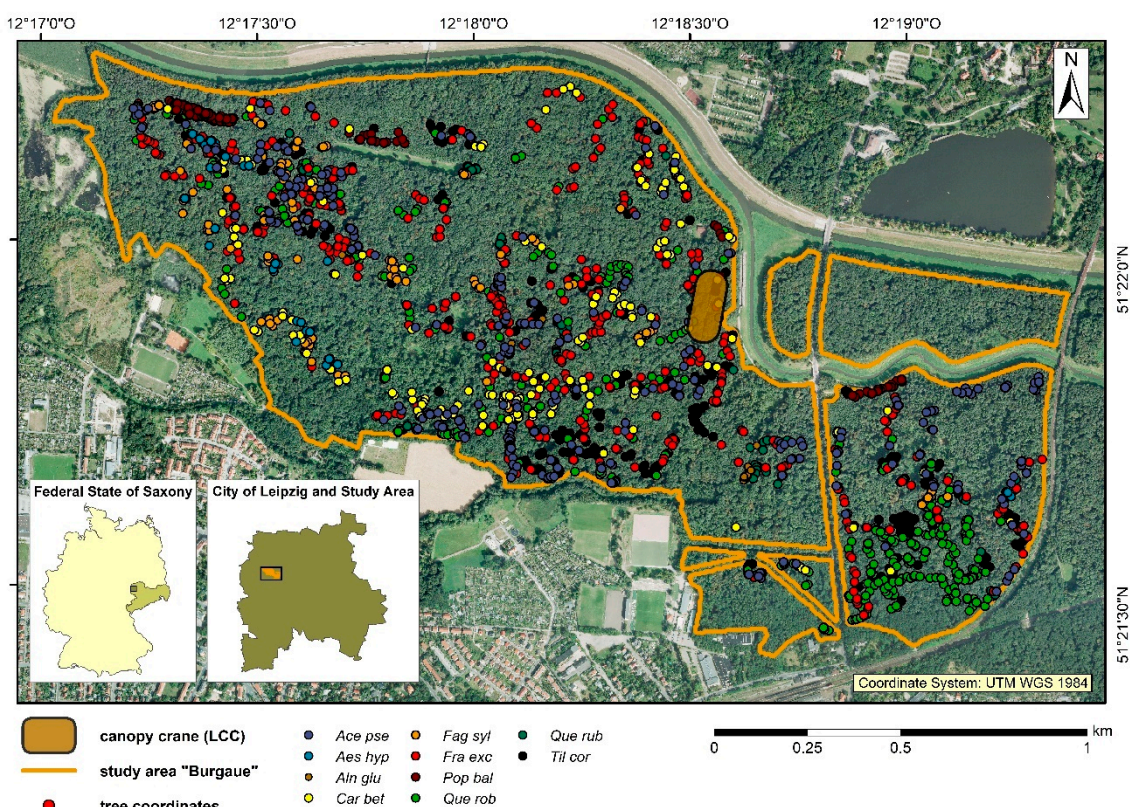 12°17'0"O 12°17'30"O 12°18'0"O 12°18'30"O 12°19'0"O
N
51°22'0"N
51°21'30"N
Federal State of Saxony
City of Leipzig and Study Area
Coordinate System: UTM WGS 1984
canopy crane (LCC)
study area "Burgaue"
tree coordinates
Ace pse
Aes hyp
Aln glu
Car bet
Fag syl
Fra exc
Pop bal
Que rob
Que rub
Til cor
km
0 0.25 0.5 1